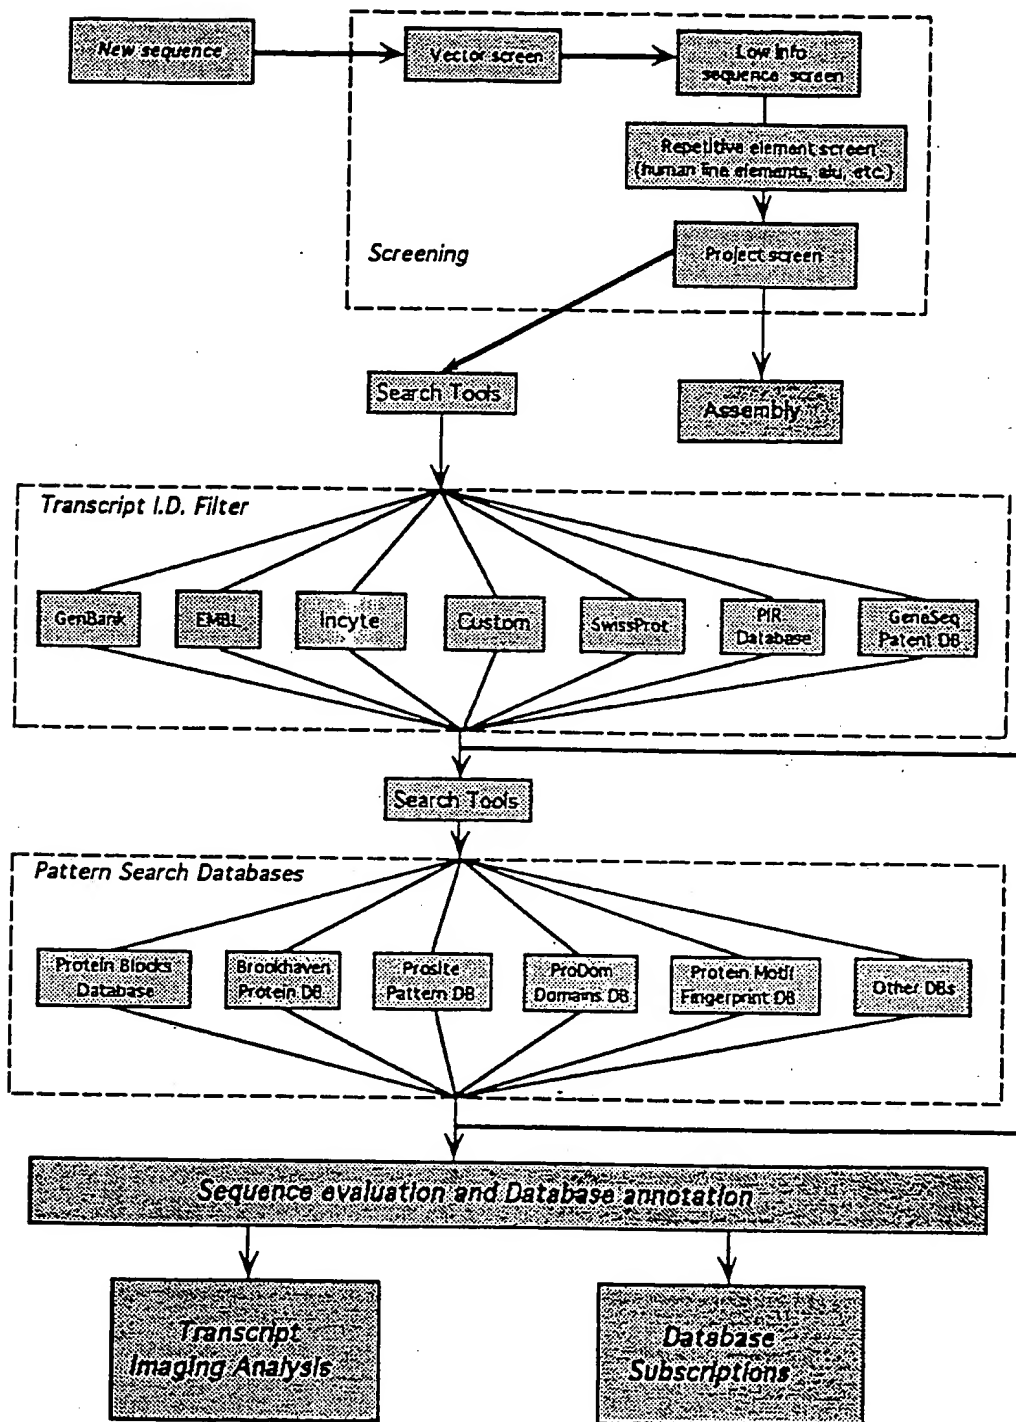 New sequence
Vector screen
Low info
sequence screen
Repetitive element screen
(human line elements, alu, etc.)
Screening
Project screen
Search Tools
Assembly
Transcript I.D. Filter
GenBank
EMBL
Incyte
Custom
SwissProt
PIR
Database
GeneSeq
Patent DB
Search Tools
Pattern Search Databases
Protein Blocks
Database
Brookhaven
Protein DB
Prosite
Pattern DB
ProDom
Domains DB
Protein Motif
Fingerprint DB
Other DBs
Sequence evaluation and Database annotation
Transcript
Imaging Analysis
Database
Subscriptions